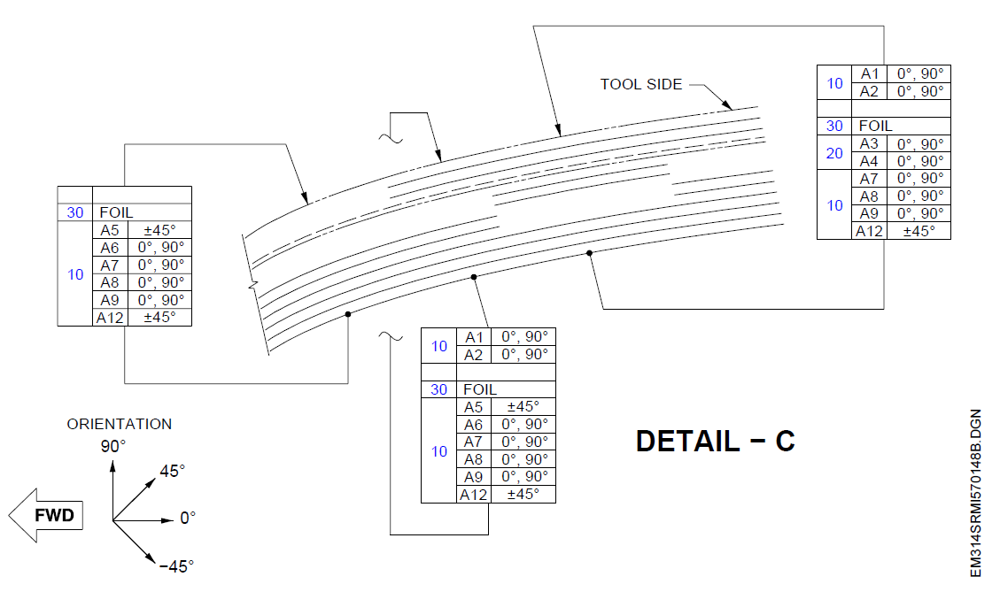 TOOL SIDE
10 A1 0°, 90°
A2 0°, 90°
30 FOIL
20 A3 0°, 90°
A4 0°, 90°
10 A7 0°, 90°
A8 0°, 90°
A9 0°, 90°
A12 ±45°
30 FOIL
10 A5 ±45°
A6 0°, 90°
A7 0°, 90°
A8 0°, 90°
A9 0°, 90°
A12 ±45°
10 A1 0°, 90°
A2 0°, 90°
30 FOIL
10 A5 ±45°
A6 0°, 90°
A7 0°, 90°
A8 0°, 90°
A9 0°, 90°
A12 ±45°
ORIENTATION
90°
45°
0°
−45°
FWD
DETAIL − C
EM314SRMI570148B.DGN